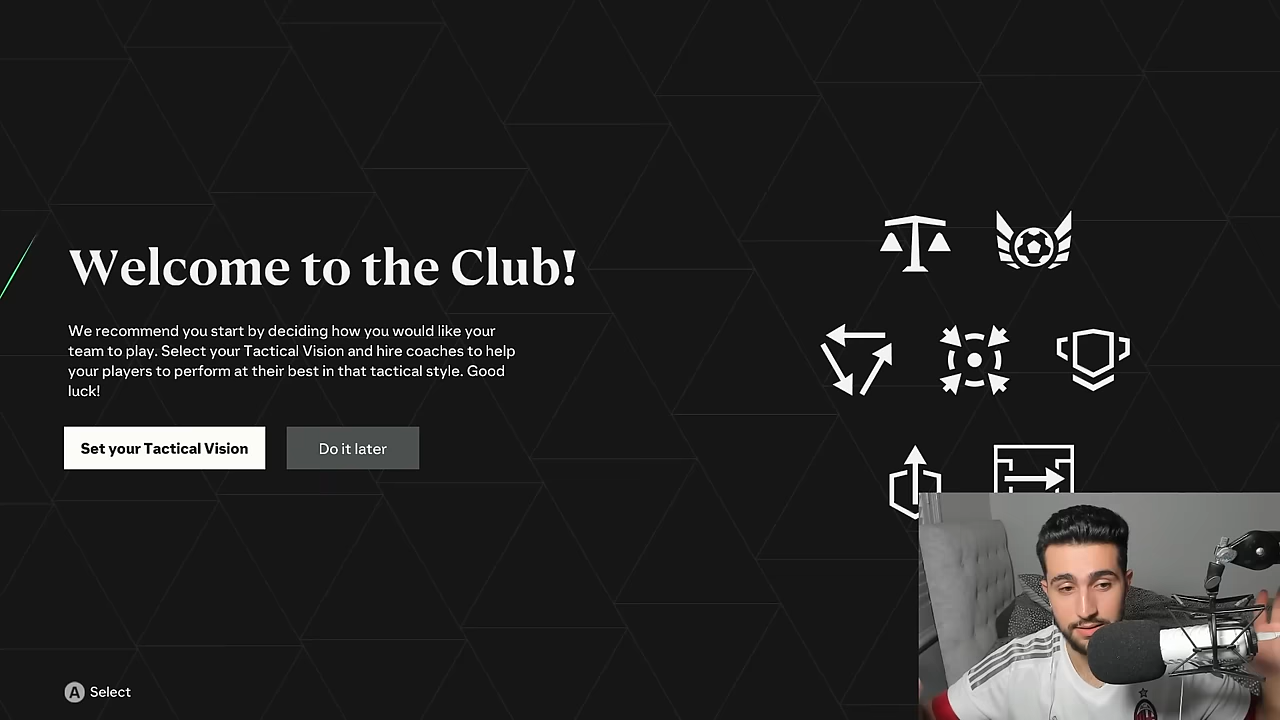 Welcome to the Club!
We recommend you start by deciding how you would like your
team to play. Select your Tactical Vision and hire coaches to help
your players to perform at their best in that tactical style. Good
luck!
Set your Tactical Vision
Do it later
A Select